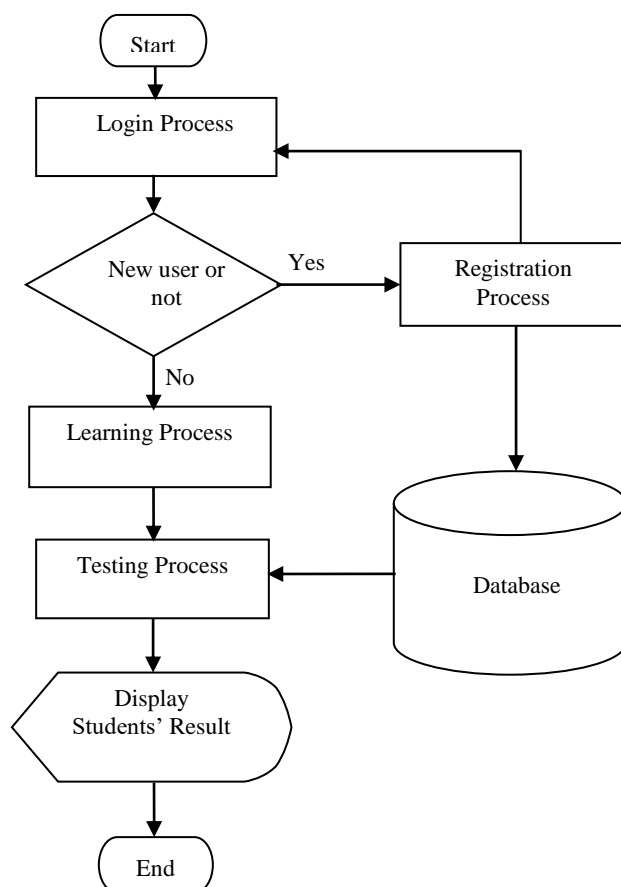 Start
Login Process
New user or
not
Yes
Registration
Process
No
Learning Process
Testing Process
Database
Display
Students’ Result
End